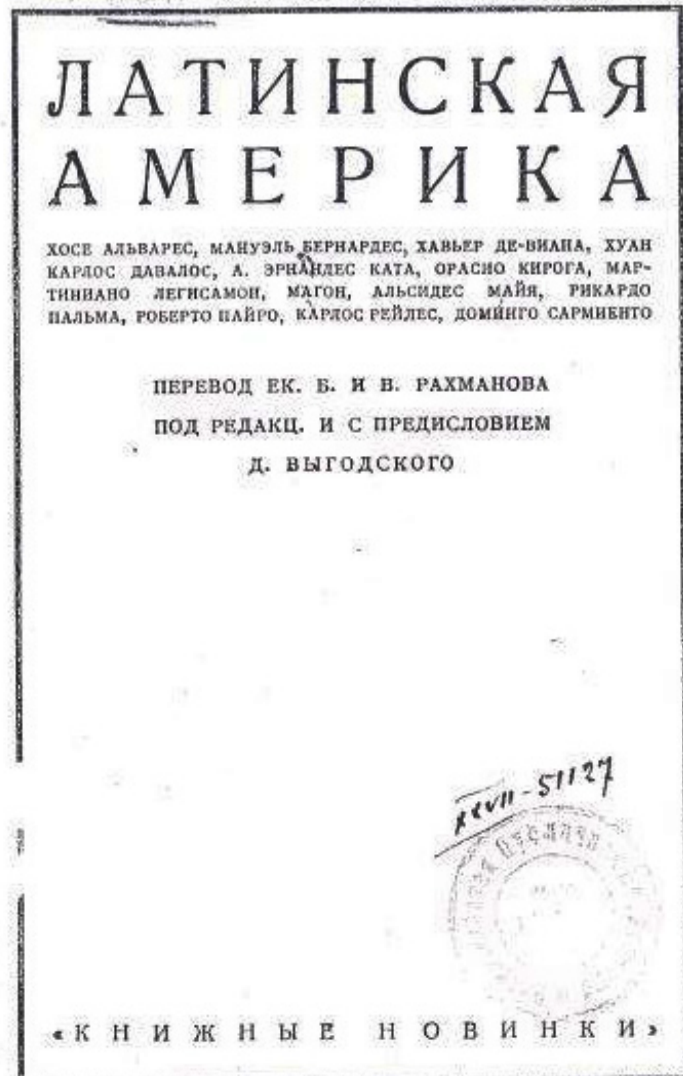 ЛАТИНСКАЯ
АМЕРИКА
ХОСЕ АЛЬВАРЕС, МАНУЭЛЬ БЕРНАРДЕС, ХАВЬЕР ДЕ-ВИАНА, ХУАН
КАРЛОС ДАВАЛОС, А. ЭРНАНДЕС КАТА, ОРАСИО КИРОГА, МАР-
ТИНИАНО ЛЕГИСАМОН, МАГОН, АЛЬСИДЕС МАЙЯ, РИКАРДО
ПАЛЬМА, РОБЕРТО ПАЙРО, КАРЛОС РЕЙЛЕС, ДОМИНГО САРМИЕНТО
ПЕРЕВОД ЕК. Б. И В. РАХМАНОВА
ПОД РЕДАКЦ. И С ПРЕДИСЛОВИЕМ
Д. ВЫГОДСКОГО
XXVII-51127
«КНИЖНЫЕ НОВИНКИ»